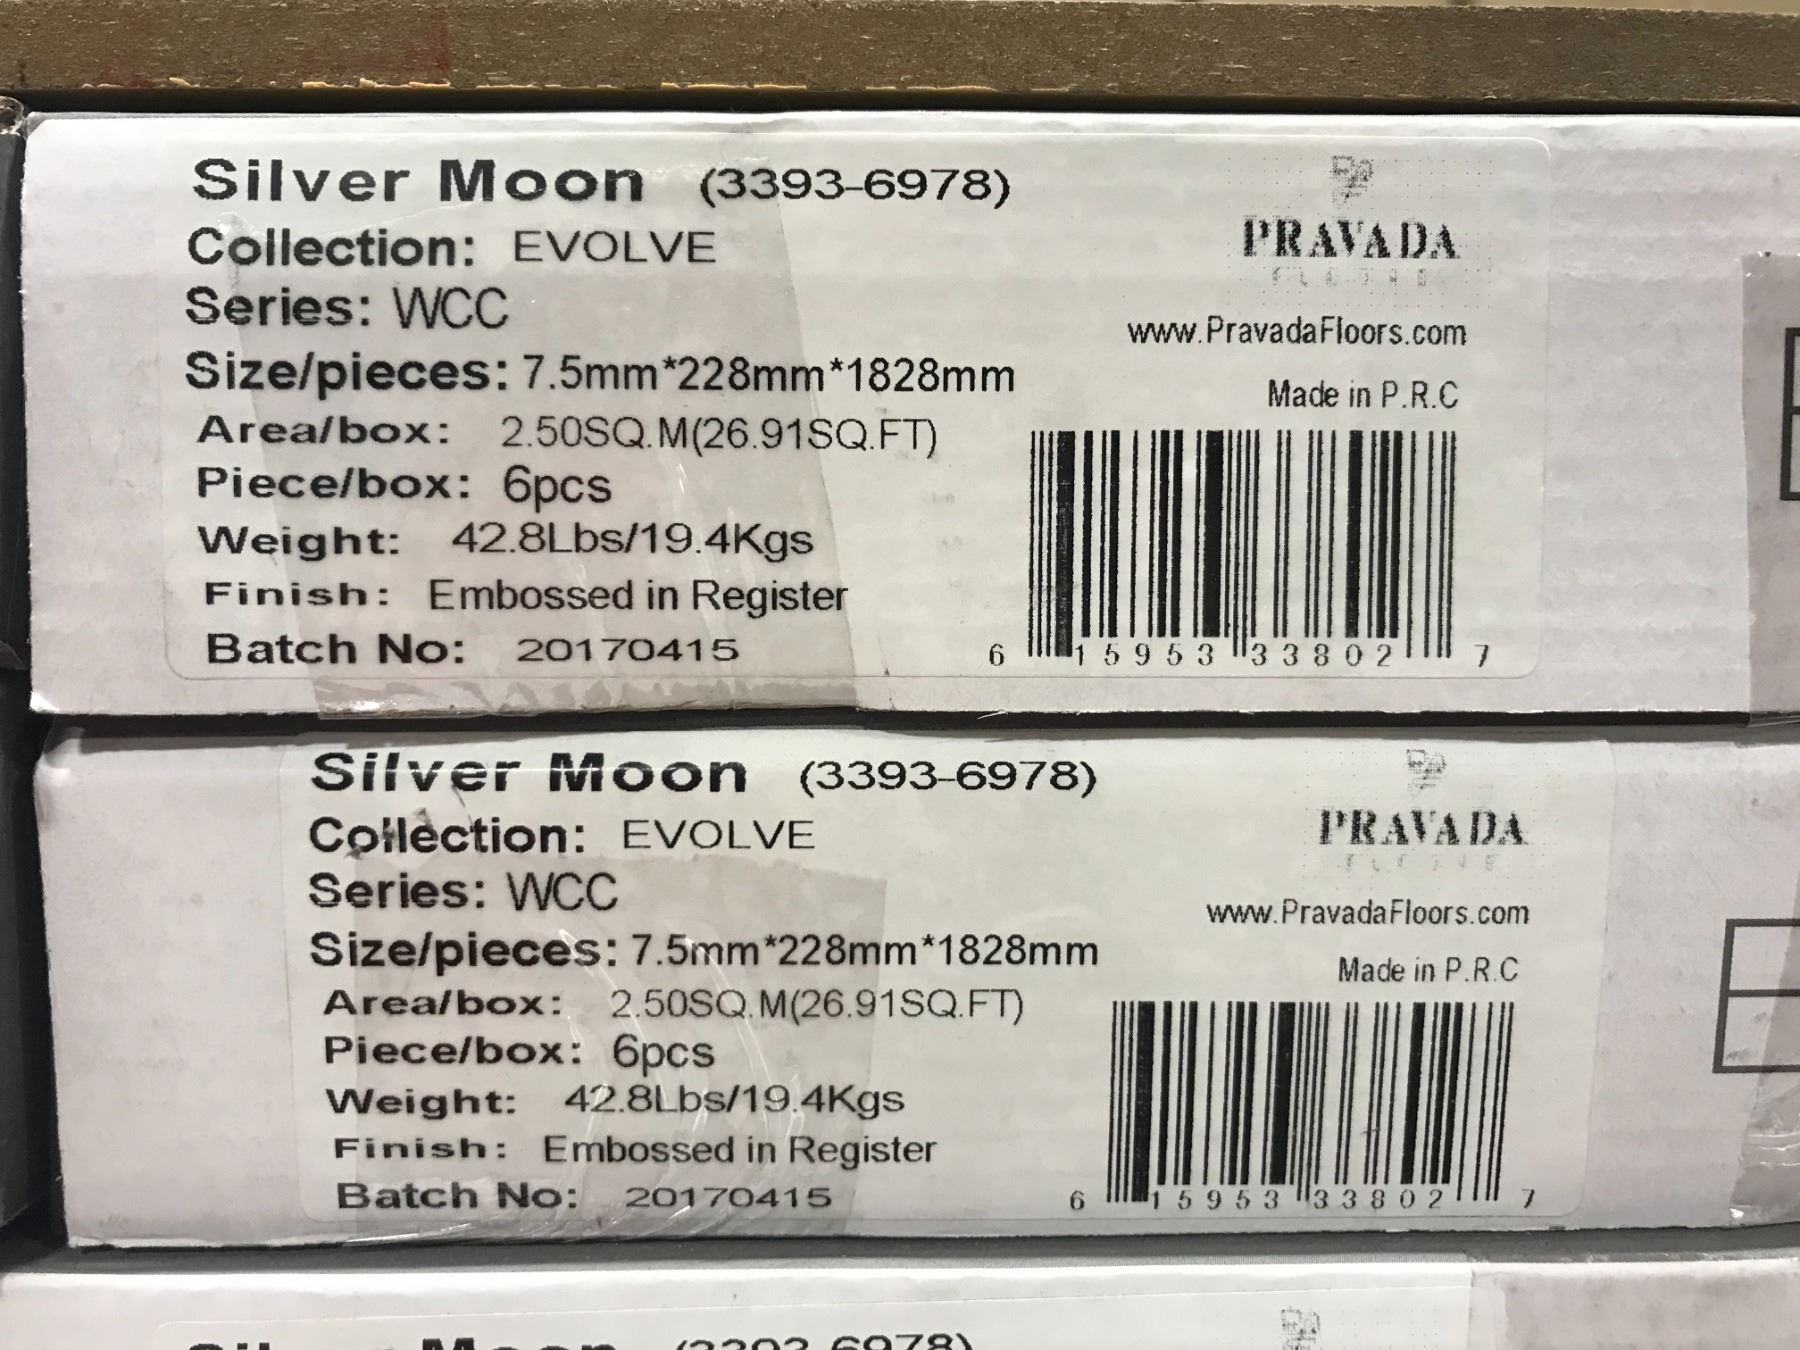 Silver Moon (3393-6978)
Collection: EVOLVE
Series: WCC
Size/pieces: 7.5mm*228mm*1828mm
Area/box: 2.50SQ.M(26.91SQ.FT)
Piece/box: 6pcs
Weight: 42.8Lbs/19.4Kgs
Finish: Embossed in Register
Batch No: 20170415
PRAVADA
www.PravadaFloors.com
Made in P.R.C
6 15953 33802 7
Silver Moon (3393-6978)
Collection: EVOLVE
Series: WCC
Size/pieces: 7.5mm*228mm*1828mm
Area/box: 2.50SQ.M(26.91SQ.FT)
Piece/box: 6pcs
Weight: 42.8Lbs/19.4Kgs
Finish: Embossed in Register
Batch No: 20170415
PRAVADA
www.PravadaFloors.com
Made in P.R.C
6 15953 33802 7
Silver Moon (3393-6978)